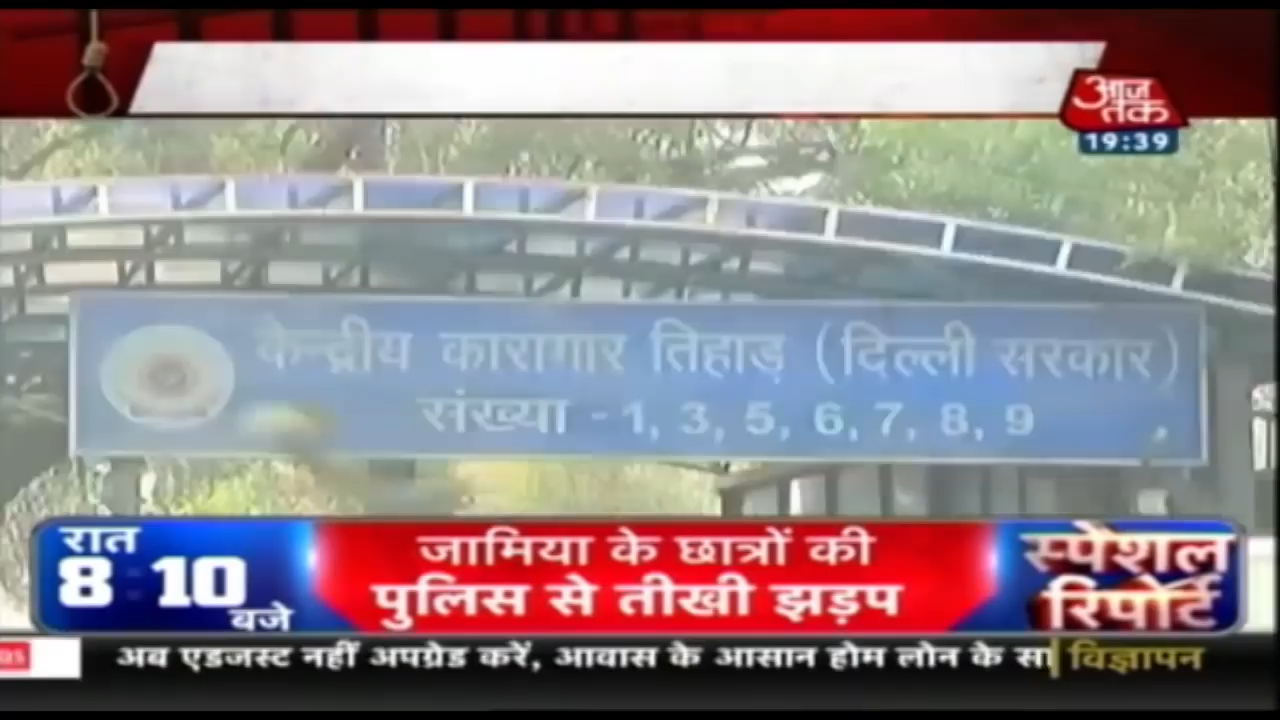 आज
तक
19:39
केन्द्रीय कारागार तिहाड़ (दिल्ली सरकार)
संख्या - 1, 3, 5, 6, 7, 8, 9
रात
8:10
बजे
जामिया के छात्रों की
पुलिस से तीखी झड़प
स्पेशल
रिपोर्ट
अब एडजस्ट नहीं अपग्रेड करें, आवास के आसान होम लोन के
विज्ञापन